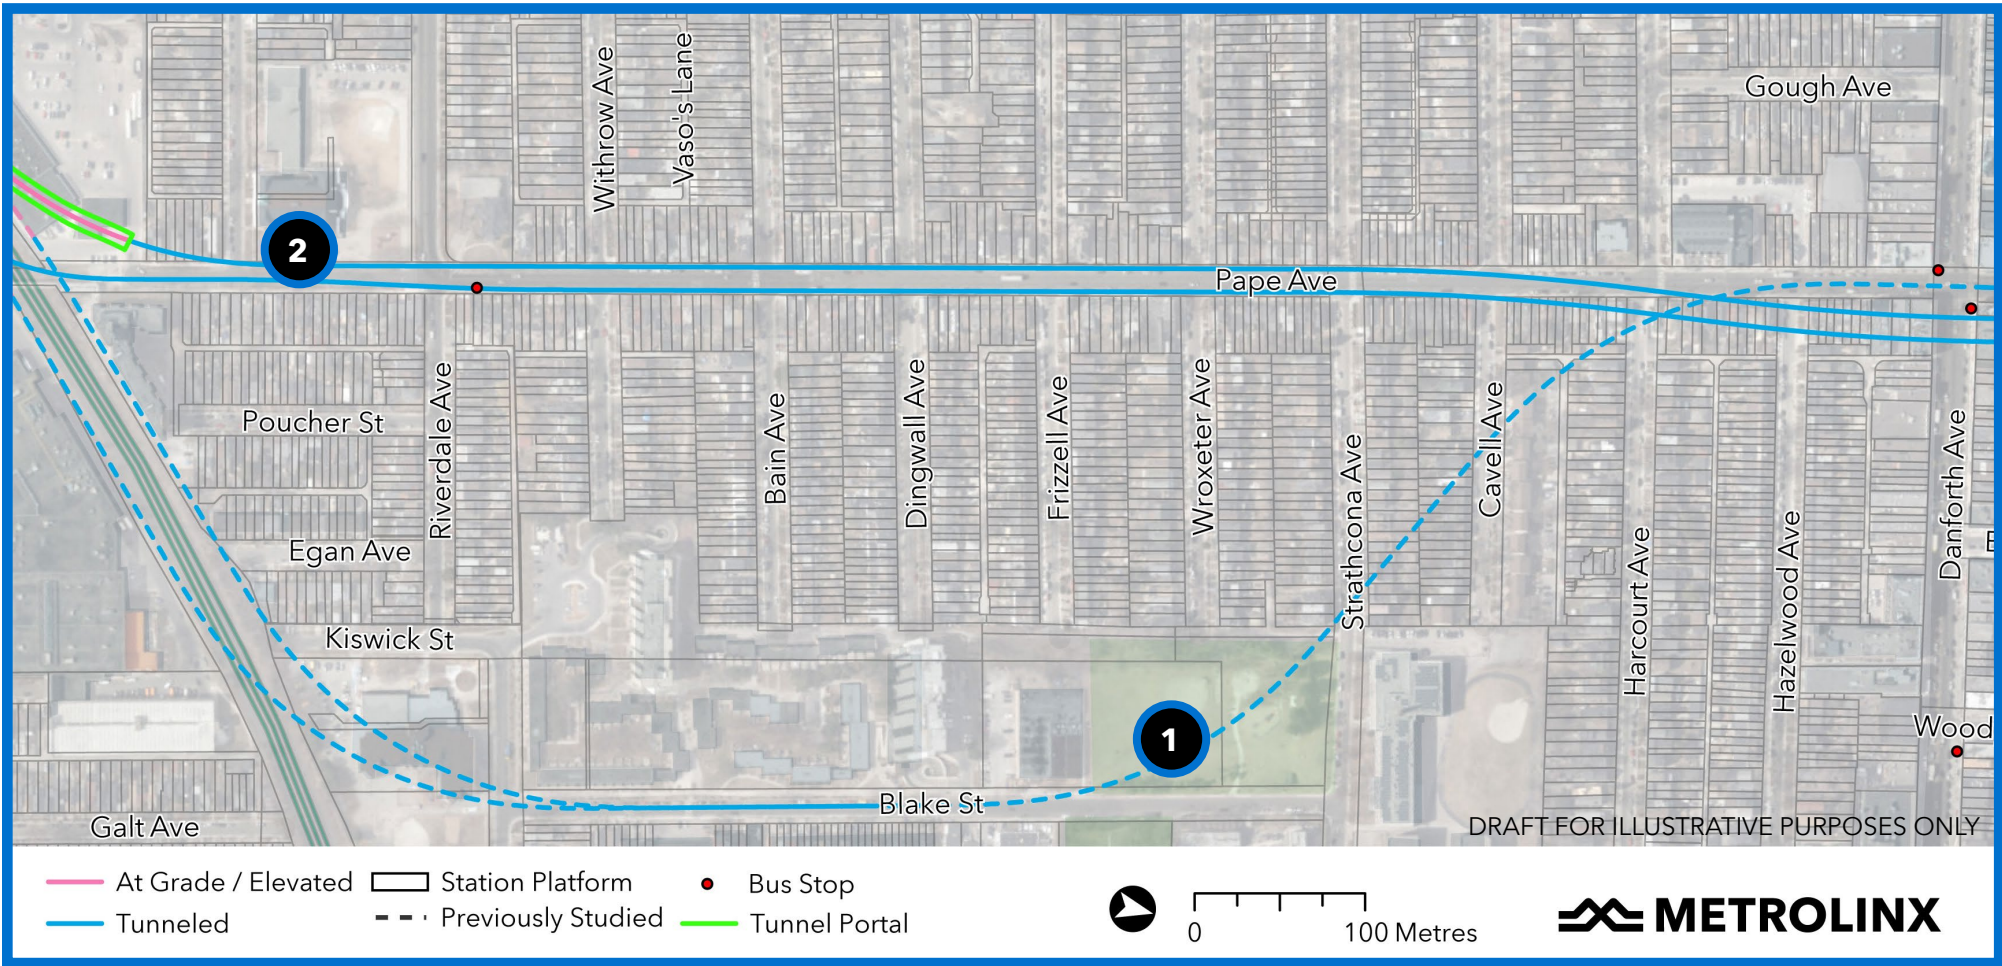 Withrow Ave
Vaso's Lane
Gough Ave
2
Pape Ave
Poucher St
Riverdale Ave
Bain Ave
Dingwall Ave
Frizzell Ave
Wroxeter Ave
Strathcona Ave
Cavell Ave
Harcourt Ave
Hazelwood Ave
Danforth Ave
E
Egan Ave
Kiswick St
1
Wood
Blake St
Galt Ave
DRAFT FOR ILLUSTRATIVE PURPOSES ONLY
At Grade / Elevated
Station Platform
Bus Stop
Tunneled
Previously Studied
Tunnel Portal
0
100 Metres
METROLINX